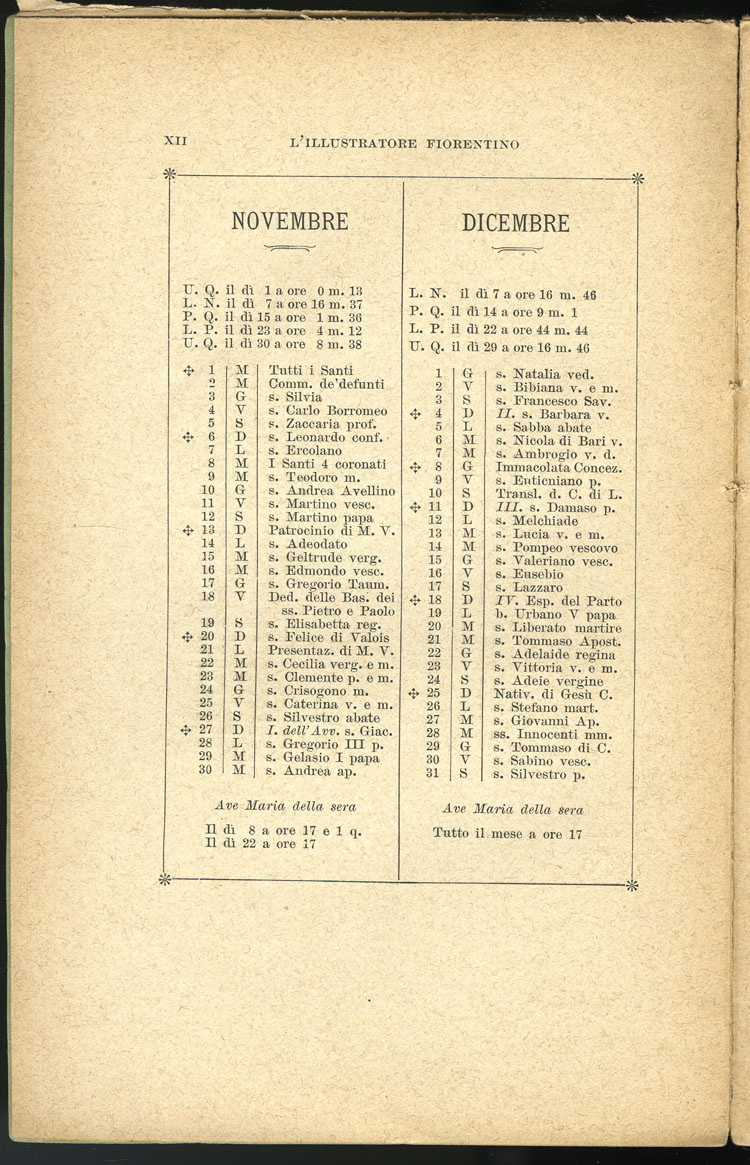 XII
L'ILLUSTRATORE FIORENTINO
NOVEMBRE
U. Q. il dì 1 a ore 0 m. 13
L. N. il dì 7 a ore 16 m. 37
P. Q. il dì 15 a ore 1 m. 36
L. P. il dì 23 a ore 4 m. 12
U. Q. il dì 30 a ore 8 m. 38
✣ 1 M Tutti i Santi
2 M Comm. de' defunti
3 G s. Silvia
4 V s. Carlo Borromeo
5 S s. Zaccaria prof.
✣ 6 D s. Leonardo conf.
7 L s. Ercolano
8 M I Santi 4 coronati
9 M s. Teodoro m.
10 G s. Andrea Avellino
11 V s. Martino vesc.
12 S s. Martino papa
✣ 13 D Patrocinio di M. V.
14 L s. Adeodato
15 M s. Geltrude verg.
16 M s. Edmondo vesc.
17 G s. Gregorio Taum.
18 V Ded. delle Bas. dei
ss. Pietro e Paolo
19 S s. Elisabetta reg.
✣ 20 D s. Felice di Valois
21 L Presentaz. di M. V.
22 M s. Cecilia verg. e m.
23 M s. Clemente p. e m.
24 G s. Crisogono m.
25 V s. Caterina v. e m.
26 S s. Silvestro abate
✣ 27 D I. dell'Avv. s. Giac.
28 L s. Gregorio III p.
29 M s. Gelasio I papa
30 M s. Andrea ap.
Ave Maria della sera
Il dì 8 a ore 17 e 1 q.
Il dì 22 a ore 17
DICEMBRE
L. N. il dì 7 a ore 16 m. 46
P. Q. il dì 14 a ore 9 m. 1
L. P. il dì 22 a ore 44 m. 44
U. Q. il dì 29 a ore 16 m. 46
1 G s. Natalia ved.
2 V s. Bibiana v. e m.
3 S s. Francesco Sav.
✣ 4 D II. s. Barbara v.
5 L s. Sabba abate
6 M s. Nicola di Bari v.
7 M s. Ambrogio v. d.
✣ 8 G Immacolata Concez.
9 V s. Euticniano p.
10 S Transl. d. C. di L.
✣ 11 D III. s. Damaso p.
12 L s. Melchiade
13 M s. Lucia v. e m.
14 M s. Pompeo vescovo
15 G s. Valeriano vesc.
16 V s. Eusebio
17 S s. Lazzaro
✣ 18 D IV. Esp. del Parto
19 L b. Urbano V papa
20 M s. Liberato martire
21 M s. Tommaso Apost.
22 G s. Adelaide regina
23 V s. Vittoria v. e m.
24 S s. Adeie vergine
✣ 25 D Nativ. di Gesù C.
26 L s. Stefano mart.
27 M s. Giovanni Ap.
28 M ss. Innocenti mm.
29 G s. Tommaso di C.
30 V s. Sabino vesc.
31 S s. Silvestro p.
Ave Maria della sera
Tutto il mese a ore 17